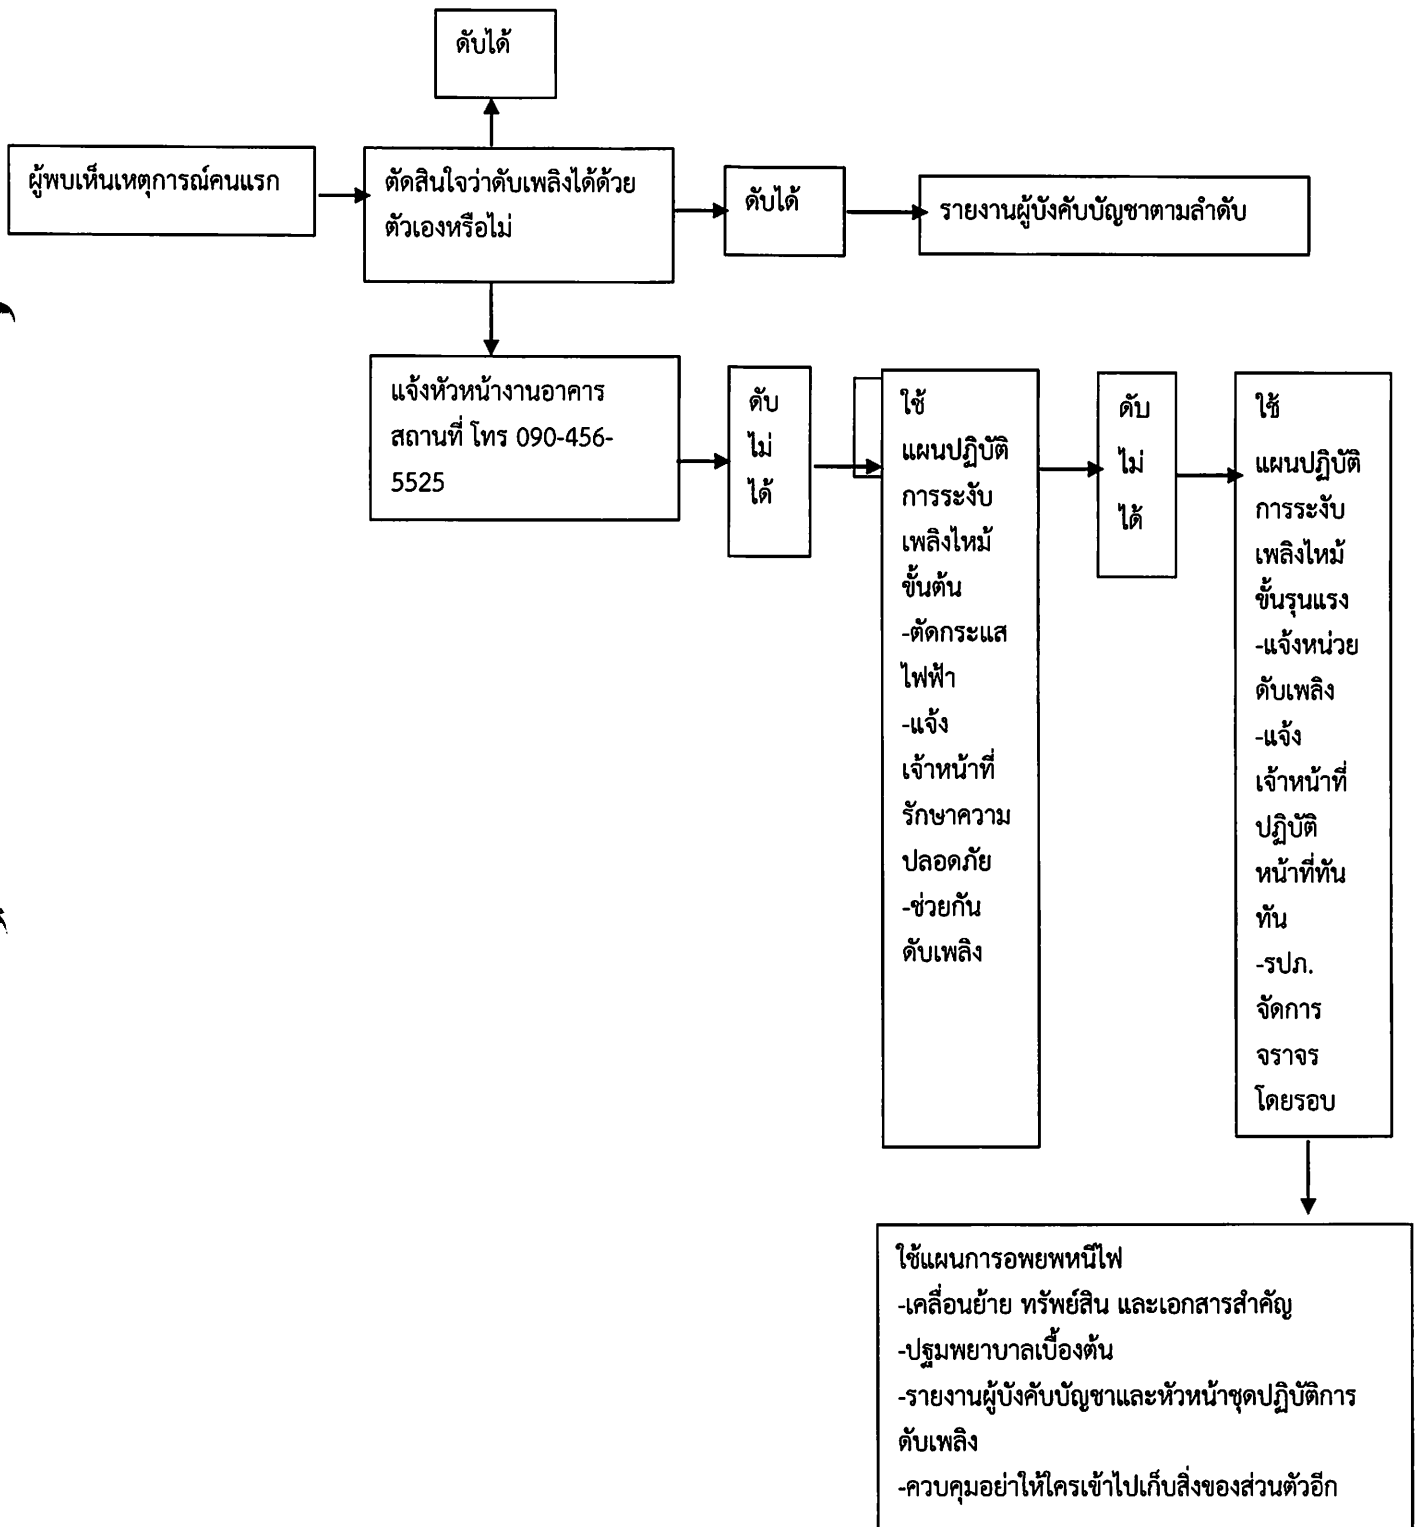 ดับได้
ผู้พบเห็นเหตุการณ์คนแรก
ตัดสินใจว่าดับเพลิงได้ด้วย
ตัวเองหรือไม่
ดับได้
รายงานผู้บังคับบัญชาตามลำดับ
แจ้งหัวหน้างานอาคาร
สถานที่ โทร 090-456-
5525
ดับ
ไม่
ได้
ใช้
แผนปฏิบัติ
การระงับ
เพลิงไหม้
ขั้นต้น
-ตัดกระแส
ไฟฟ้า
-แจ้ง
เจ้าหน้าที่
รักษาความ
ปลอดภัย
-ช่วยกัน
ดับเพลิง
ดับ
ไม่
ได้
ใช้
แผนปฏิบัติ
การระงับ
เพลิงไหม้
ขั้นรุนแรง
-แจ้งหน่วย
ดับเพลิง
-แจ้ง
เจ้าหน้าที่
ปฏิบัติ
หน้าที่ทัน
ทัน
-รปภ.
จัดการ
จราจร
โดยรอบ
ใช้แผนการอพยพหนีไฟ
-เคลื่อนย้าย ทรัพย์สิน และเอกสารสำคัญ
-ปฐมพยาบาลเบื้องต้น
-รายงานผู้บังคับบัญชาและหัวหน้าชุดปฏิบัติการ
ดับเพลิง
-ควบคุมอย่าให้ใครเข้าไปเก็บสิ่งของส่วนตัวอีก